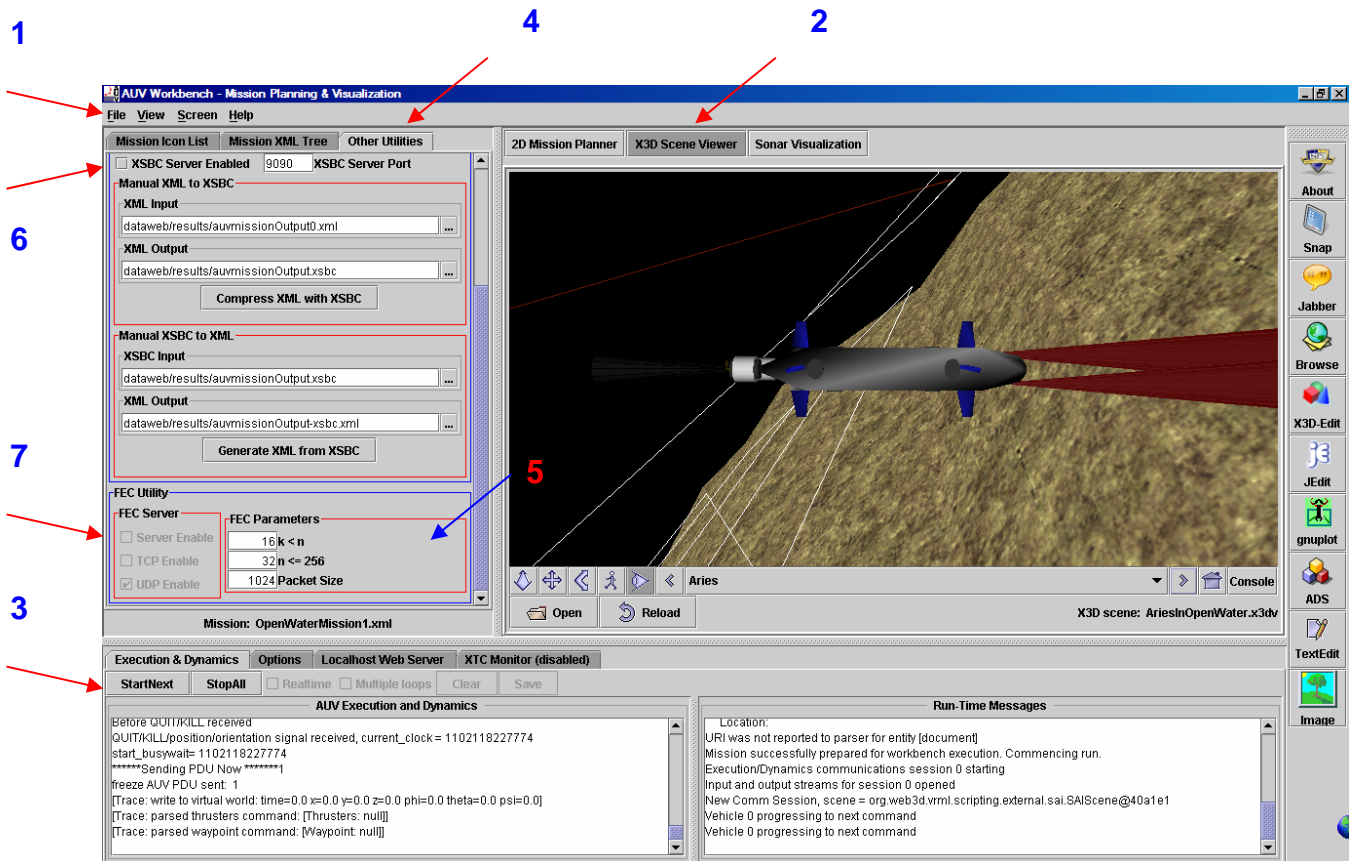 1
4
2
AUV Workbench - Mission Planning & Visualization
File View Screen Help
Mission Icon List Mission XML Tree Other Utilities
2D Mission Planner X3D Scene Viewer Sonar Visualization
XSBC Server Enabled 9090 XSBC Server Port
Manual XML to XSBC
XML Input
dataweb/results/auvmissionOutput0.xml ...
6
XML Output
dataweb/results/auvmissionOutput.xsbc ...
Compress XML with XSBC
Manual XSBC to XML
XSBC Input
dataweb/results/auvmissionOutput.xsbc ...
XML Output
dataweb/results/auvmissionOutput-xsbc.xml ...
Generate XML from XSBC
7
5
FEC Utility
FEC Server
Server Enable
TCP Enable
UDP Enable
FEC Parameters
16 k < n
32 n <= 256
1024 Packet Size
3
Mission: OpenWaterMission1.xml
Aries
Console
Open Reload X3D scene: AriesInOpenWater.x3dv
About
Snap
Jabber
Browse
X3D-Edit
jE
JEdit
gnuplot
ADS
TextEdit
Image
Execution & Dynamics Options Localhost Web Server XTC Monitor (disabled)
StartNext StopAll Realtime Multiple loops Clear Save
AUV Execution and Dynamics
Before QUIT/KILL received
QUIT/KILL/position/orientation signal received, current_clock = 1102118227774
start_busywait= 1102118227774
******Sending PDU Now *******1
freeze AUV PDU sent: 1
[Trace: write to virtual world: time=0.0 x=0.0 y=0.0 z=0.0 phi=0.0 theta=0.0 psi=0.0]
[Trace: parsed thrusters command: [Thrusters: null]]
[Trace: parsed waypoint command: [Waypoint: null]]
Run-Time Messages
Location:
URI was not reported to parser for entity [document]
Mission successfully prepared for workbench execution. Commencing run.
Execution/Dynamics communications session 0 starting
Input and output streams for session 0 opened
New Comm Session, scene = org.web3d.vrml.scripting.external.sai.SAIScene@40a1e1
Vehicle 0 progressing to next command
Vehicle 0 progressing to next command